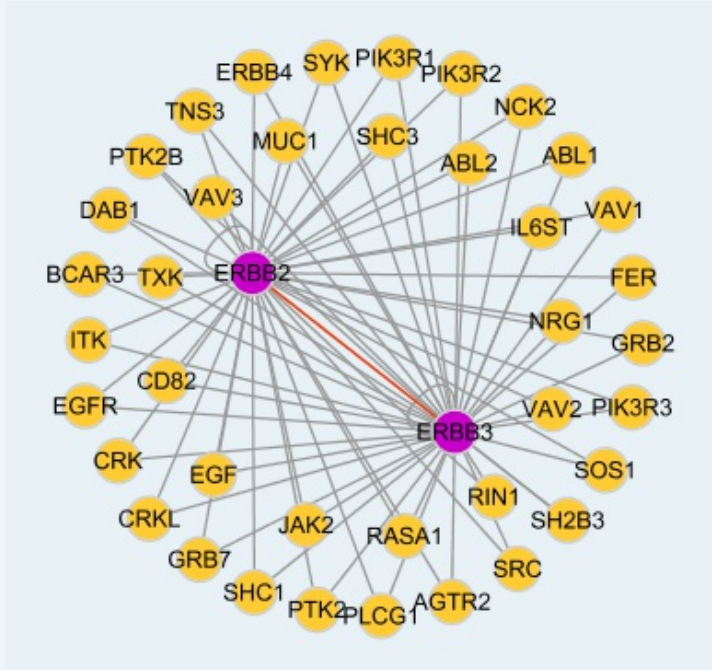 ERBB4
SYK
PIK3R1
PIK3R2
TNS3
MUC1
SHC3
NCK2
PTK2B
ABL2
ABL1
DAB1
VAV3
IL6ST
VAV1
BCAR3
TXK
ERBB2
FER
ITK
NRG1
GRB2
EGFR
CD82
VAV2
PIK3R3
CRK
EGF
ERBB3
SOS1
CRKL
JAK2
RASA1
RIN1
SH2B3
GRB7
SHC1
PTK2
PLCG1
AGTR2
SRC